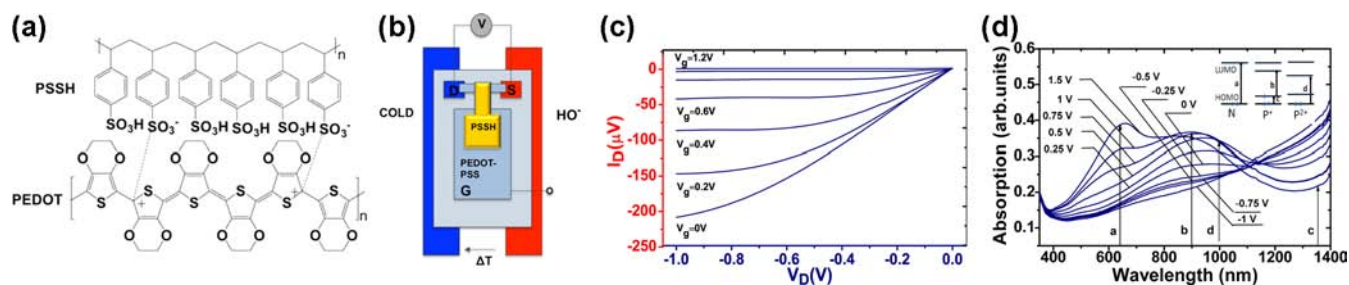 (a)
n
PSSH
SO3H SO3- SO3H SO3H SO3H SO3-
O O O O O O
S S S S S S
+ +
PEDOT
n
O O O O O O
(b)
V
D S
COLD
PSSH
HO-
PEDOT-
PSS
G
ΔT
(c)
ID(μV)
0
-50
-100
-150
-200
-250
Vg=1.2V
Vg=0.6V
Vg=0.4V
Vg=0.2V
Vg=0V
-1.0 -0.8 -0.6 -0.4 -0.2 0.0
VD(V)
(d)
Absorption (arb.units)
0.6
0.5
0.4
0.3
0.2
0.1
1.5 V
1 V
0.75 V
0.5 V
0.25 V
-0.5 V
-0.25 V
0 V
LUMO
HOMO
a b c d
N P+ P2+
-0.75 V
-1 V
a b d c
400 600 800 1000 1200 1400
Wavelength (nm)